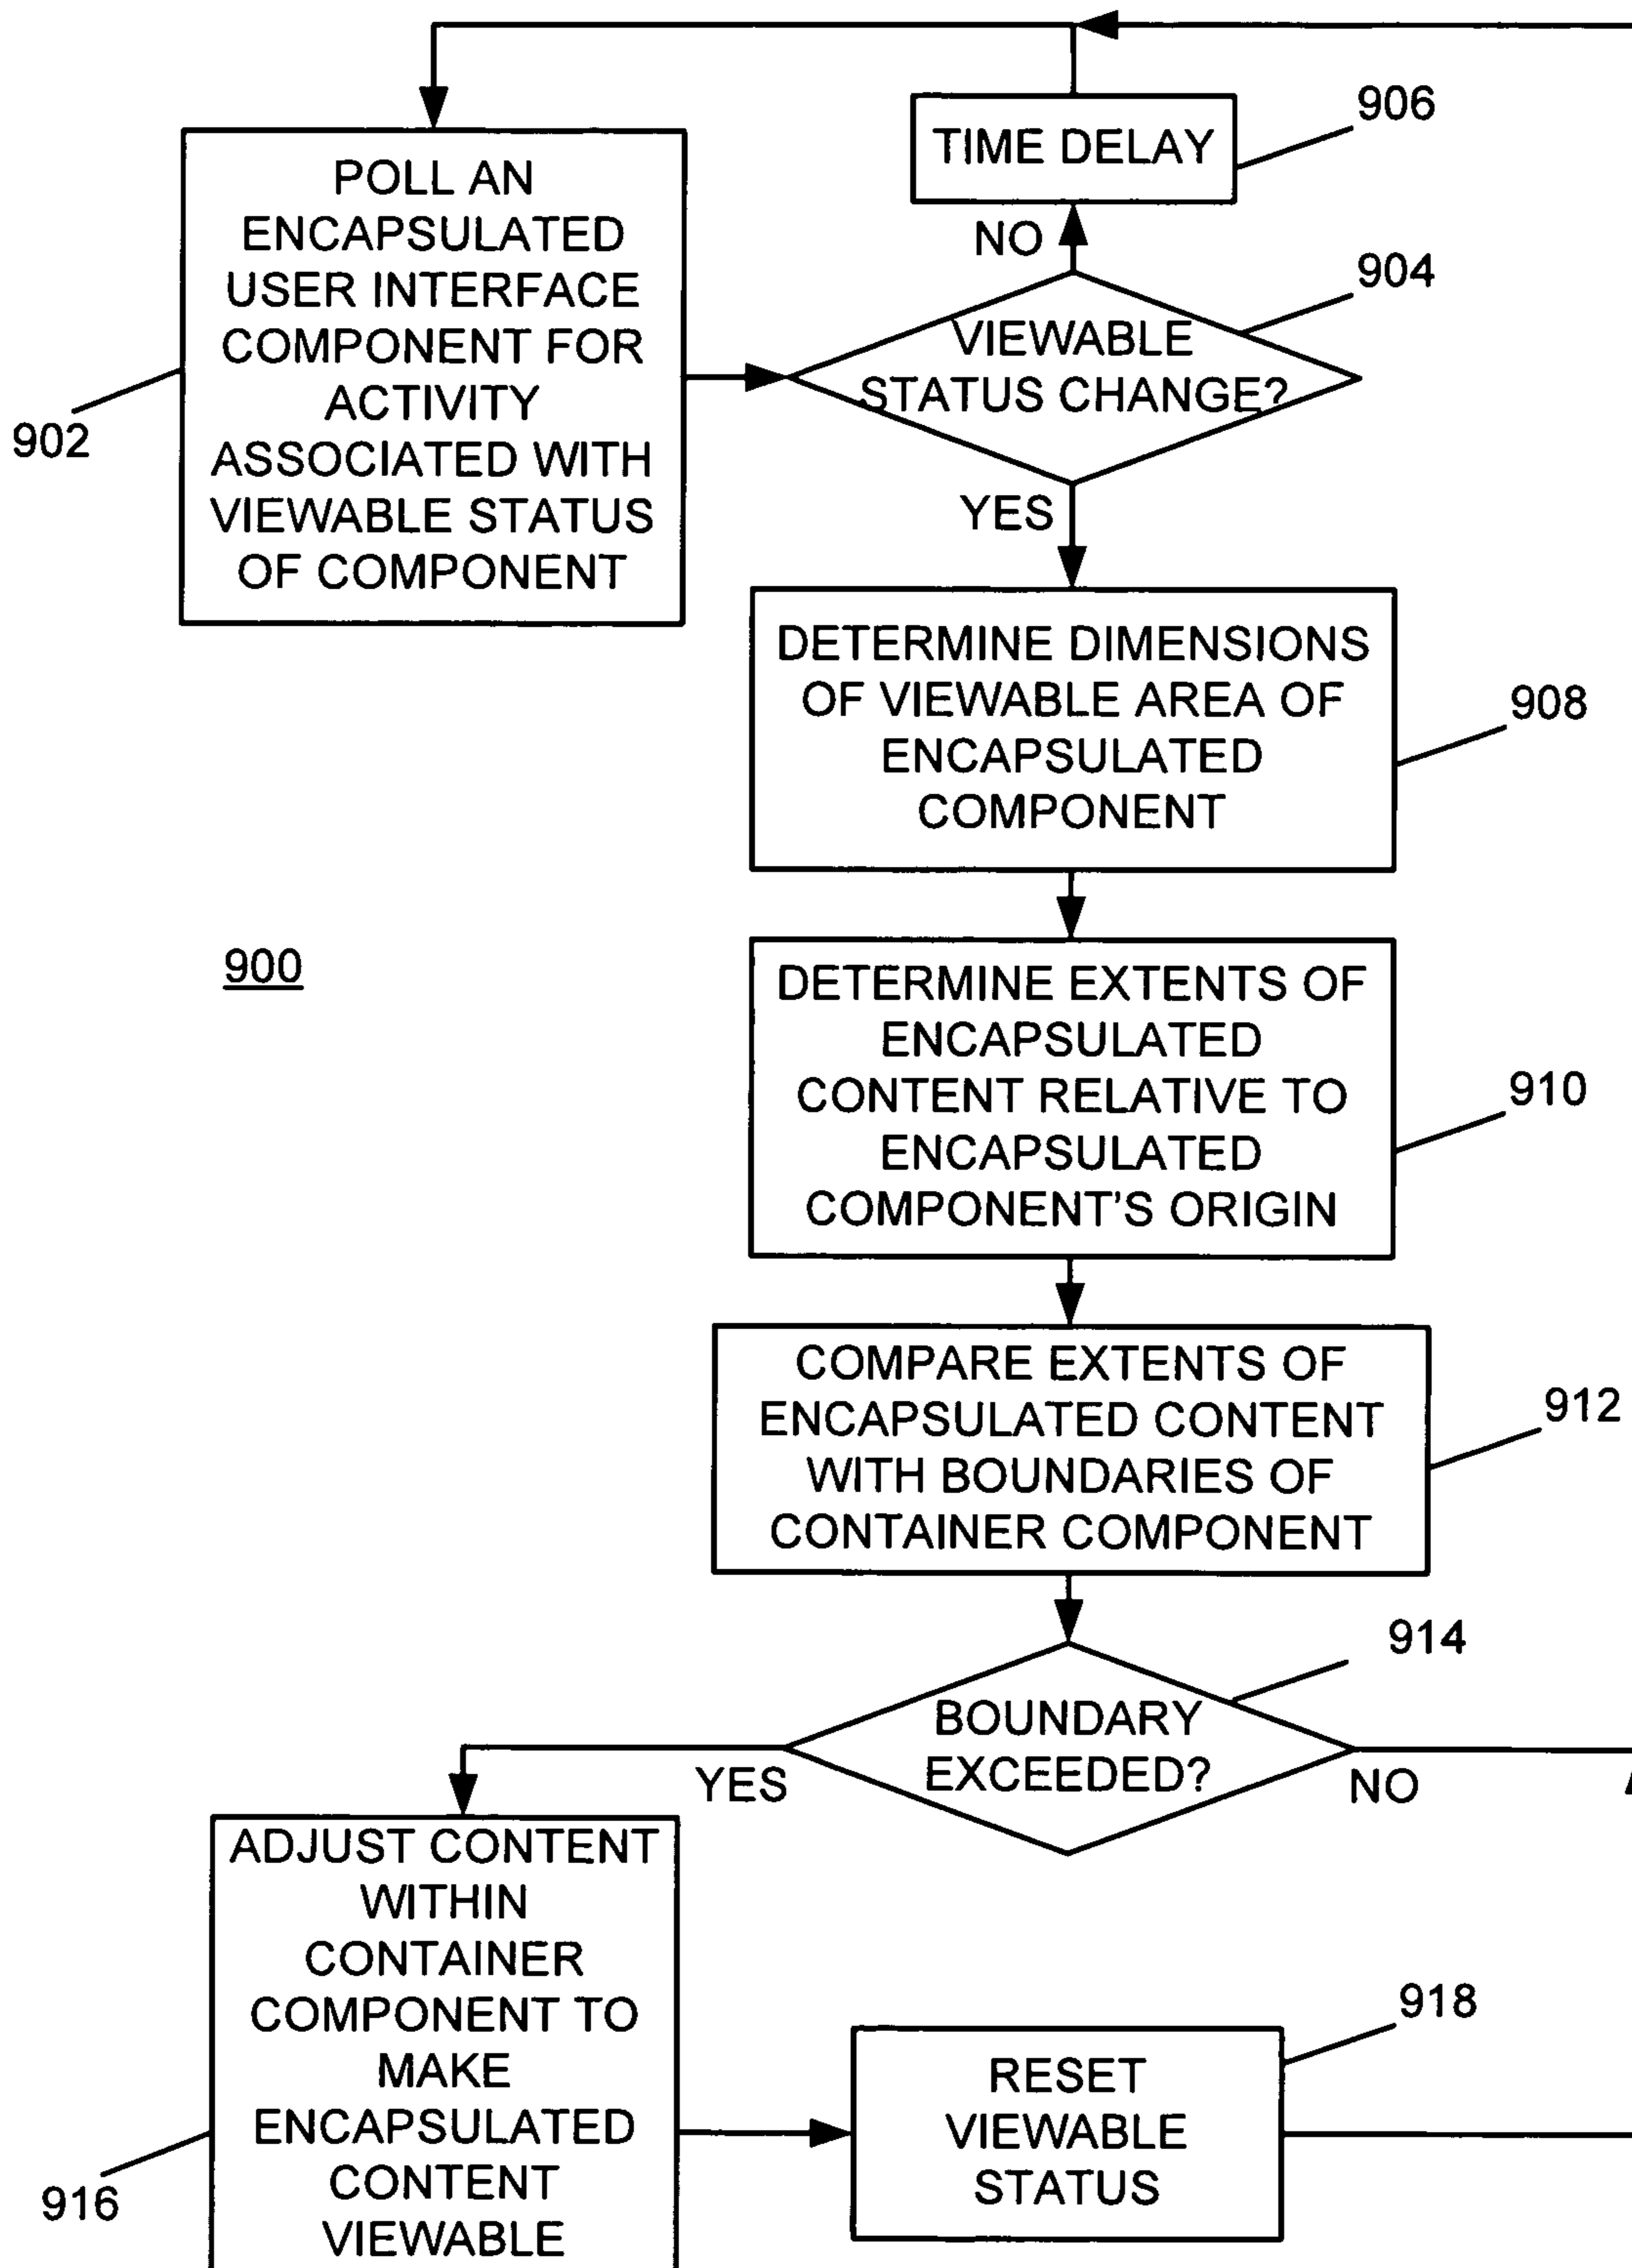 906
TIME DELAY
NO
904
POLL AN
ENCAPSULATED
USER INTERFACE
COMPONENT FOR
ACTIVITY
ASSOCIATED WITH
VIEWABLE STATUS
OF COMPONENT
902
VIEWABLE
STATUS CHANGE?
YES
DETERMINE DIMENSIONS
OF VIEWABLE AREA OF
ENCAPSULATED
COMPONENT
908
900
DETERMINE EXTENTS OF
ENCAPSULATED
CONTENT RELATIVE TO
ENCAPSULATED
COMPONENT'S ORIGIN
910
COMPARE EXTENTS OF
ENCAPSULATED CONTENT
WITH BOUNDARIES OF
CONTAINER COMPONENT
912
914
BOUNDARY
EXCEEDED?
YES
NO
ADJUST CONTENT
WITHIN
CONTAINER
COMPONENT TO
MAKE
ENCAPSULATED
CONTENT
VIEWABLE
916
918
RESET
VIEWABLE
STATUS